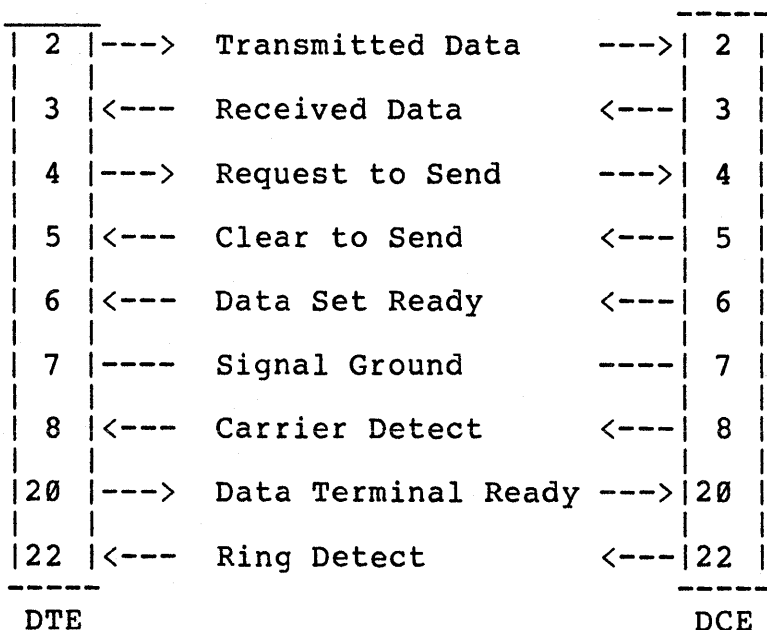 | 2 |---> Transmitted Data --->| 2 |
| 3 |<--- Received Data <---| 3 |
| 4 |---> Request to Send --->| 4 |
| 5 |<--- Clear to Send <---| 5 |
| 6 |<--- Data Set Ready <---| 6 |
| 7 |---- Signal Ground ----| 7 |
| 8 |<--- Carrier Detect <---| 8 |
|20 |---> Data Terminal Ready --->|20 |
|22 |<--- Ring Detect <---|22 |
DTE DCE